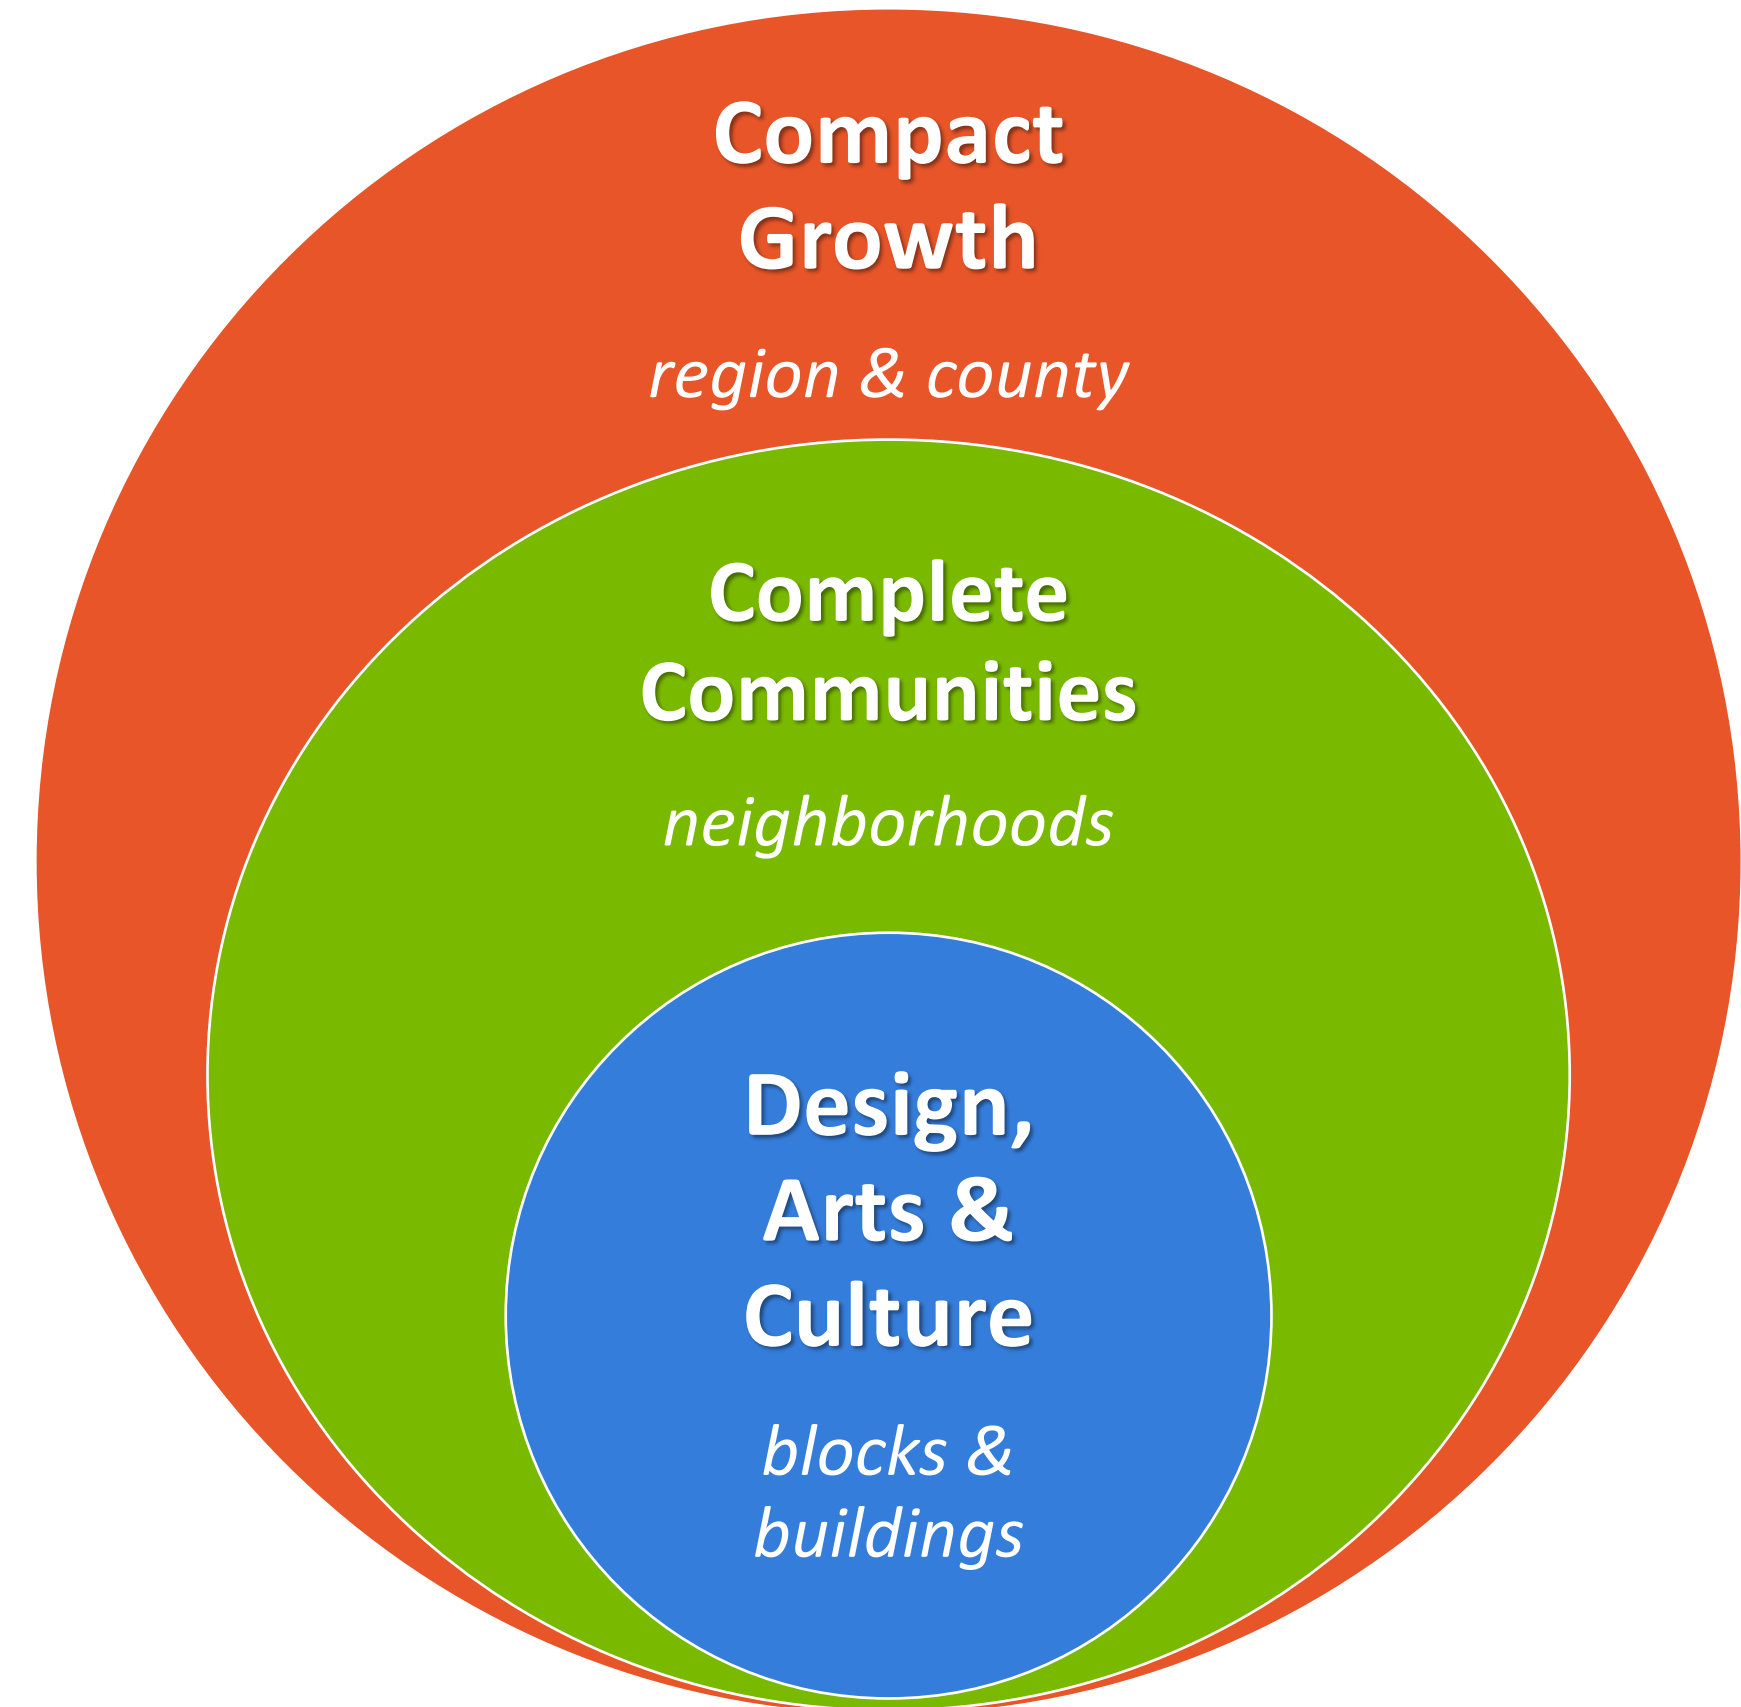 Compact
Growth
region & county
Complete
Communities
neighborhoods
Design,
Arts &
Culture
blocks &
buildings